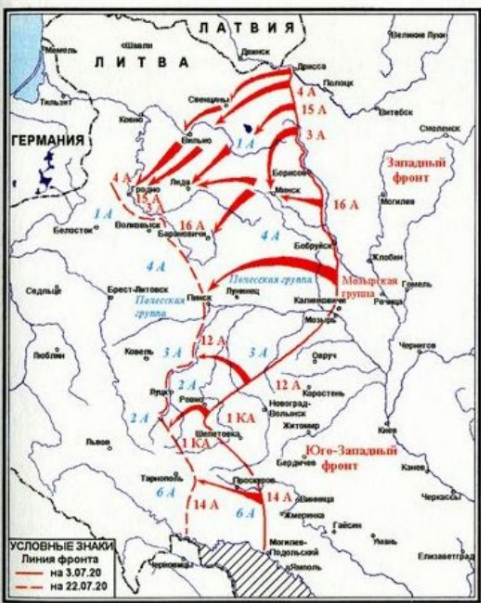 ЛАТВИЯ
Великие Луки
Шавли
Мемель
Двинск
Дрисса
ЛИТВА
Полоцк
4 А
Тильзит
Свенцяны
15 А
Витебск
Ковно
3 А
Смоленск
ГЕРМАНИЯ
Вильно
1 А
Западный
фронт
4 А
Борисов
Гродно
Лида
Минск
15 А
16 А
Могилев
1 А
Волковыск
16 А
4 А
Белосток
Барановичи
Бобруйск
Жлобин
4 А
Полесская группа
Мозырская
группа
Гомель
Седльце
Брест-Литовск
Лунинец
Речица
Полесская
группа
Пинск
Калинковичи
Мозырь
12 А
Чернигов
3 А
3 А
Овруч
Люблин
Ковель
2 А
12 А
Коростень
Луцк
Ровно
Новоград-
Волынск
2 А
1 КА
Киев
Житомир
Львов
1 КА
Шепетовка
Юго-Западный
фронт
Бердичев
Канев
Тарнополь
Проскуров
6 А
14 А
Винница
Черкассы
14 А
6 А
Жмеринка
Гайсин
Умань
УСЛОВНЫЕ ЗНАКИ
Линия фронта
Могилев-
Подольский
Елизаветград
на 3.07.20
Черновицы
Ямполь
на 22.07.20